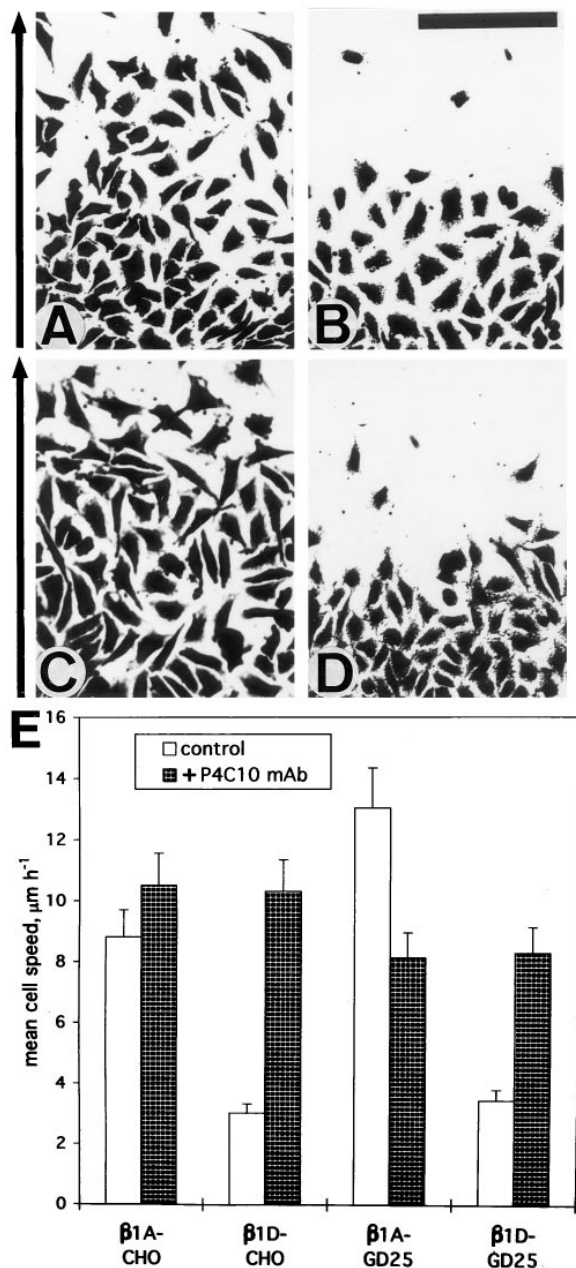 A
B
C
D
E
16
14
12
10
8
6
4
2
0
mean cell speed, µm h⁻¹
control
+ P4C10 mAb
β1A-
CHO
β1D-
CHO
β1A-
GD25
β1D-
GD25